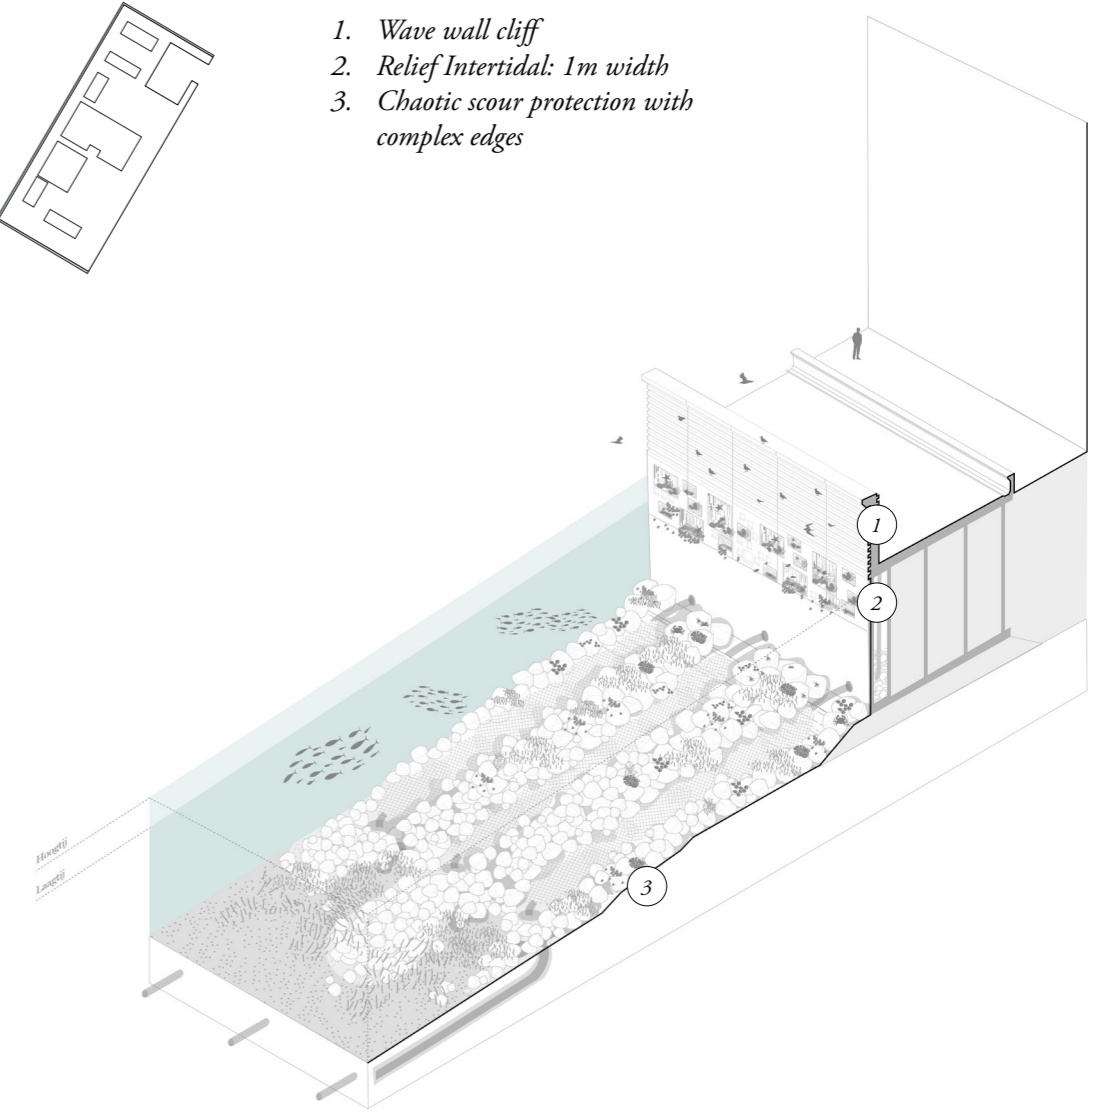 1. Wave wall cliff
2. Relief Intertidal: 1m width
3. Chaotic scour protection with
complex edges
1
2
Hoogtij
Laagtij
3